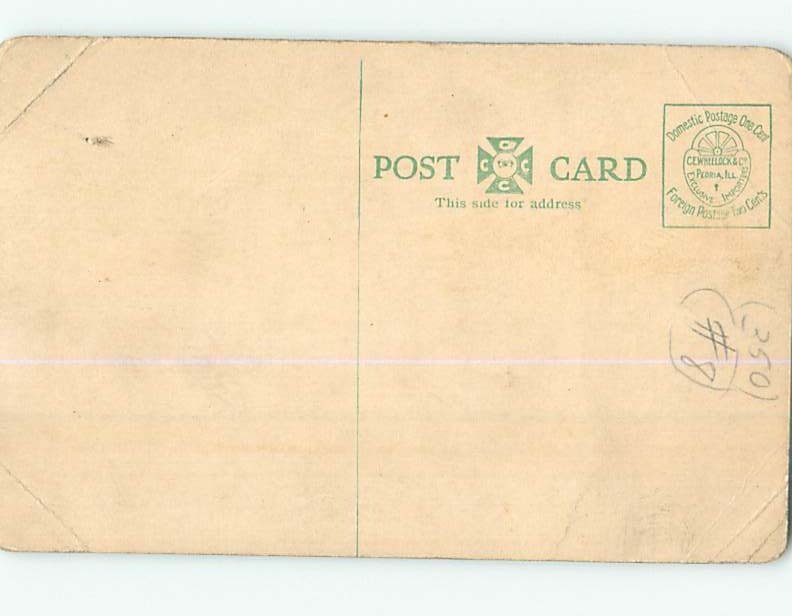 POST CARD
This side for address
Domestic Postage One Cent
C.E. WHEELOCK & Co
PEORIA, ILL.
EXCLUSIVE IMPORTERS
Foreign Postage Two Cents
C
C C
C
#8
(350)